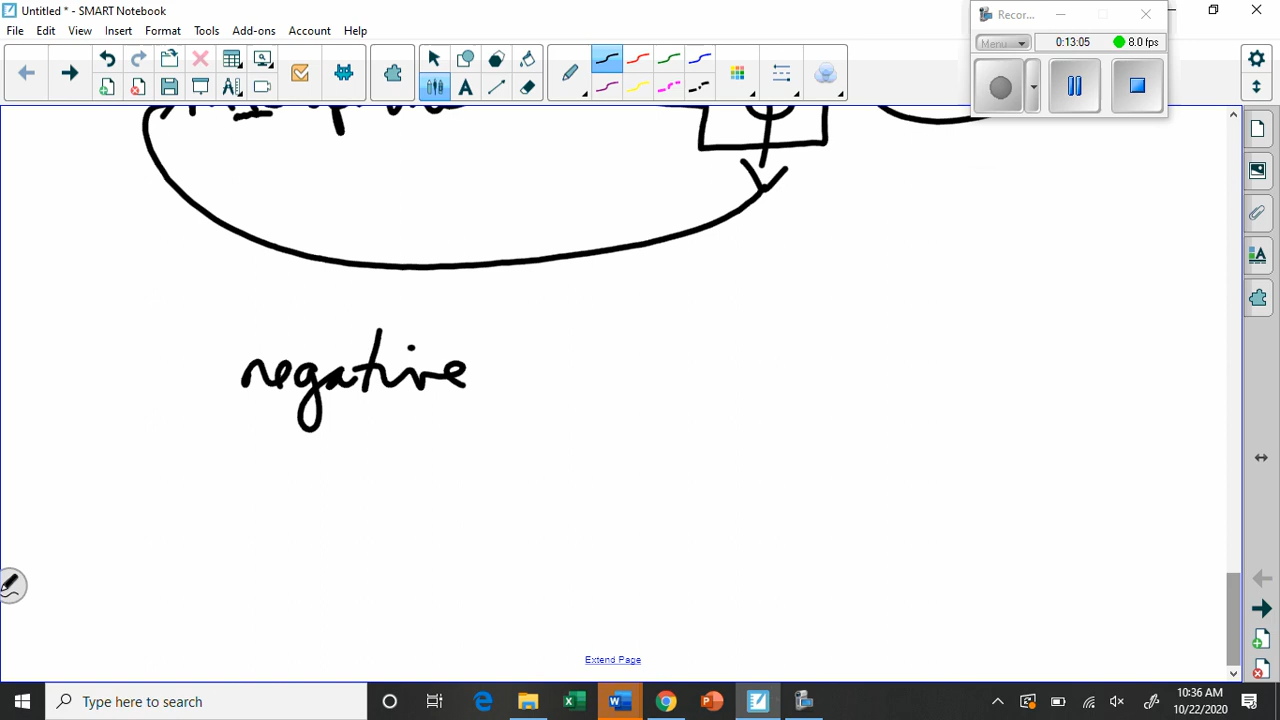 Untitled * - SMART Notebook
Recor...
File Edit View Insert Format Tools Add-ons Account Help
Menu 0:13:05 8.0 fps
negative
Extend Page
Type here to search
10:36 AM
10/22/2020